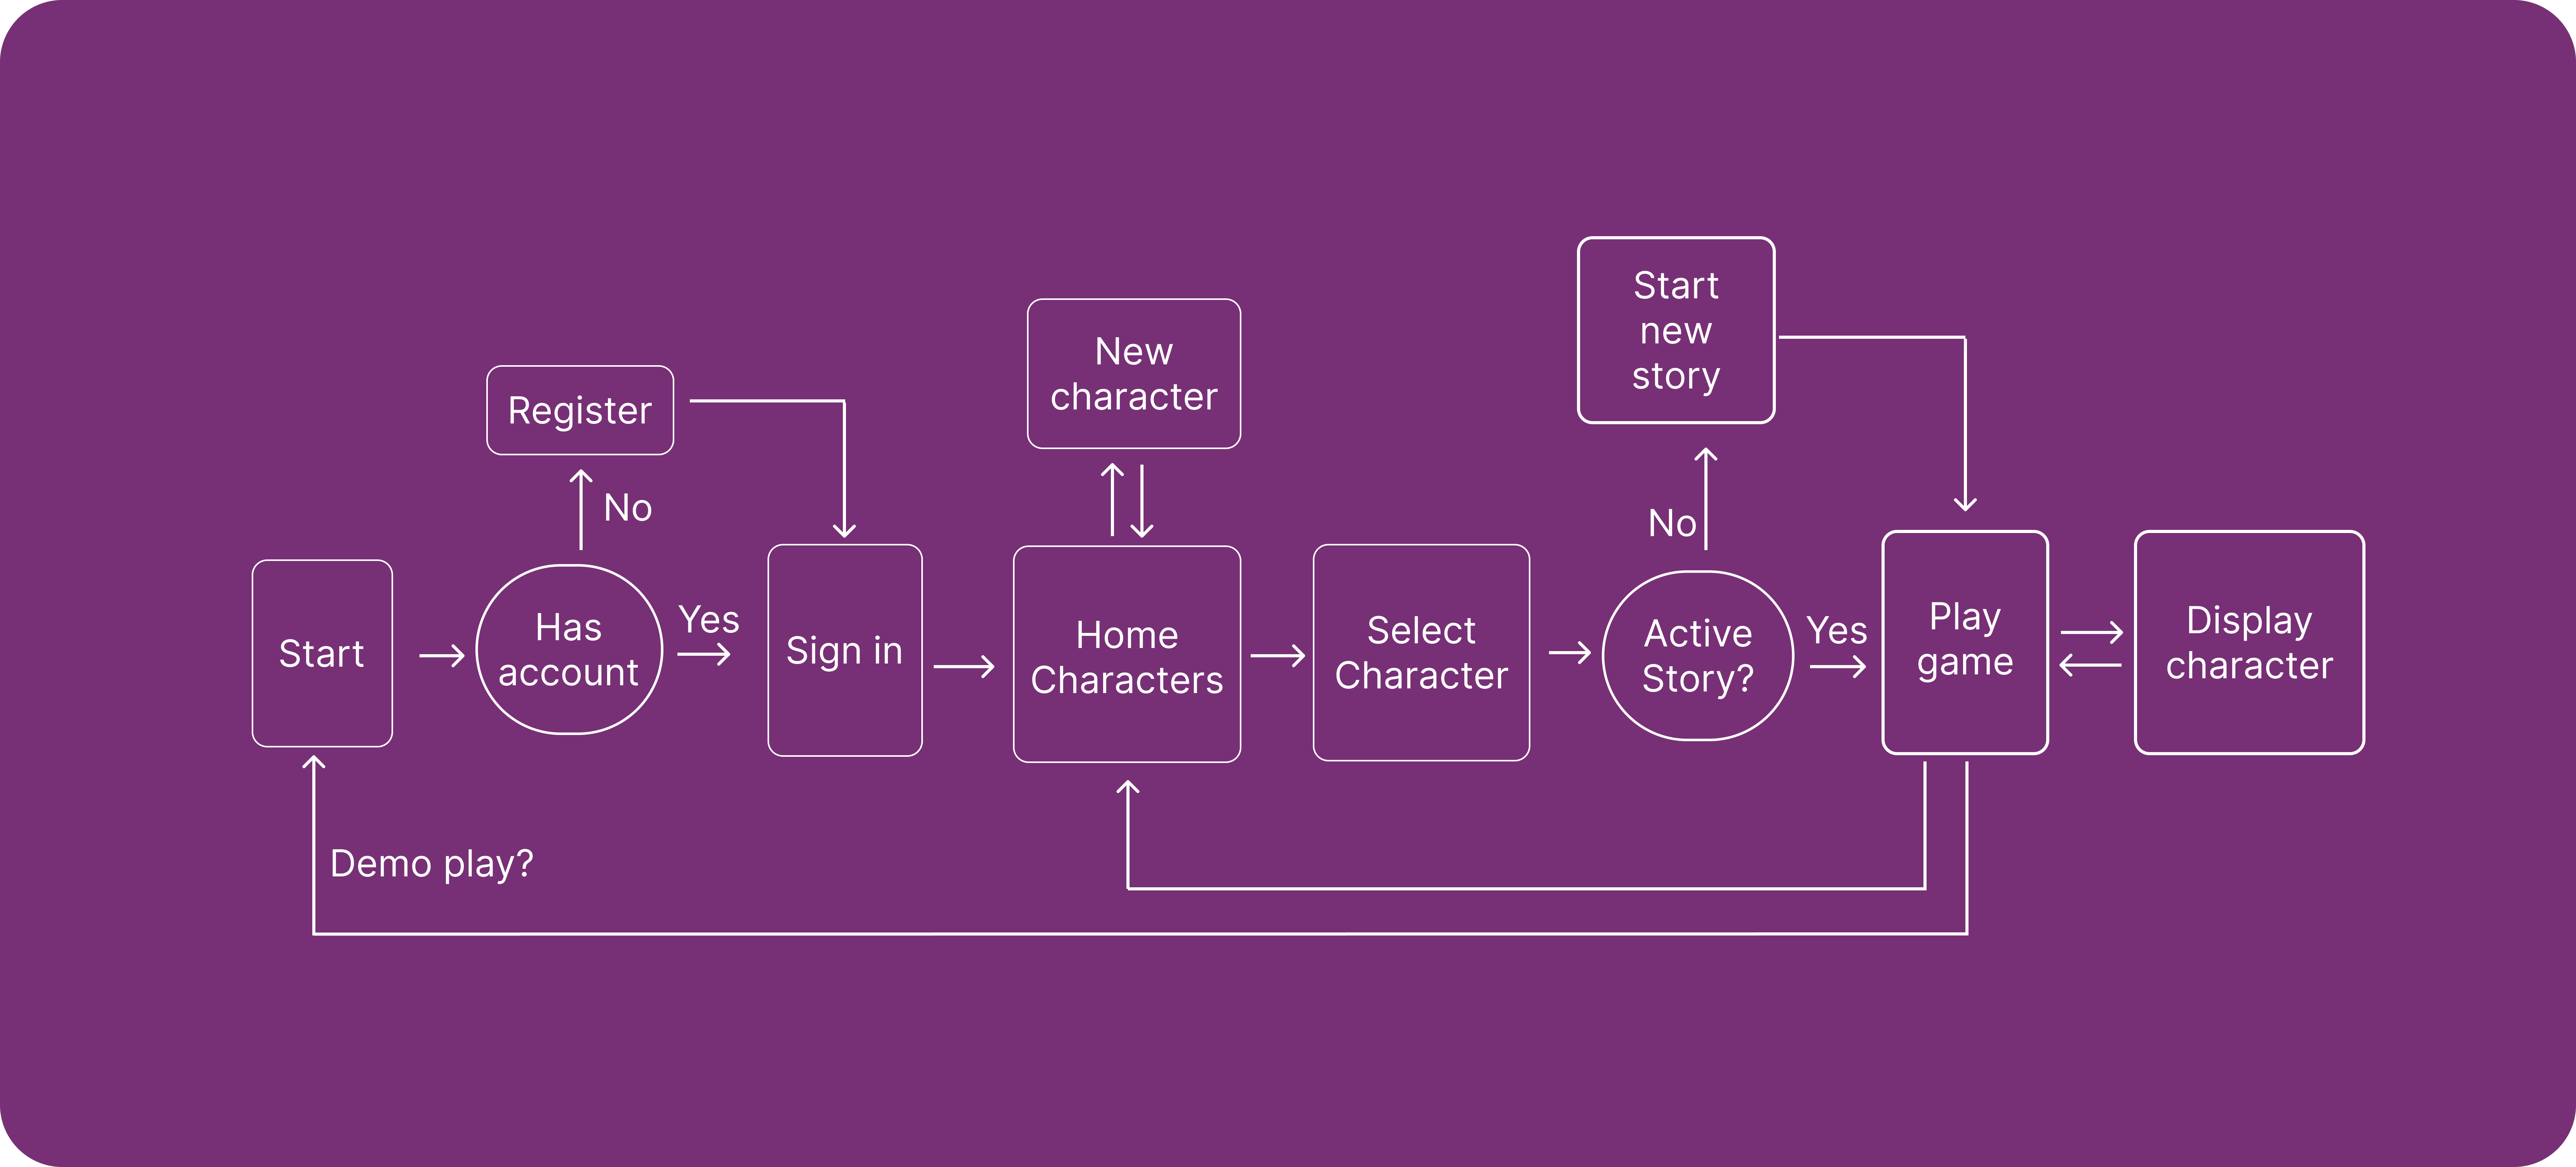 Start
Has
account
No
Register
Yes
Sign in
New
character
Home
Characters
Select
Character
Active
Story?
No
Start
new
story
Yes
Play
game
Display
character
Demo play?